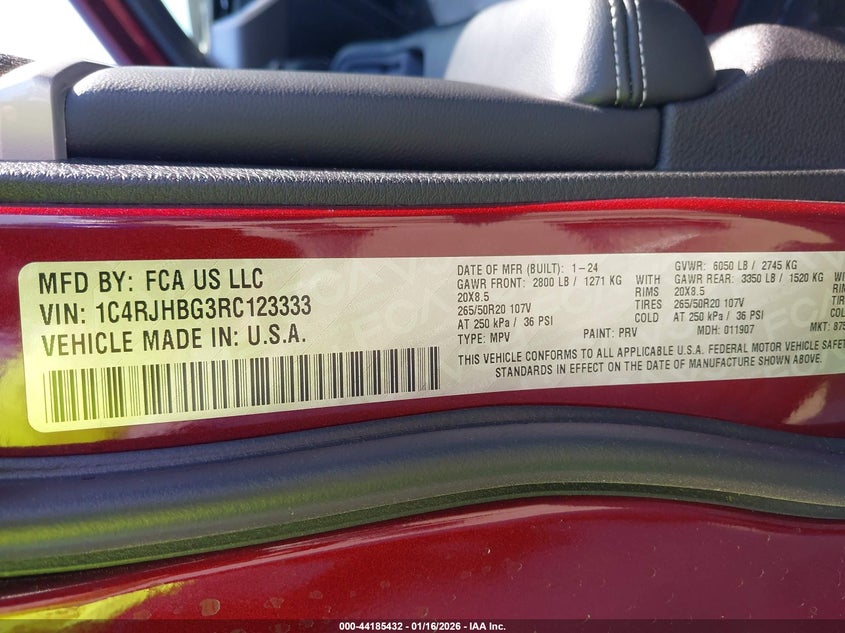 MFD BY: FCA US LLC
VIN: 1C4RJHBG3RC123333
VEHICLE MADE IN: U.S.A.
DATE OF MFR (BUILT): 1-24 GVWR: 6050 LB / 2745 KG
GAWR FRONT: 2800 LB / 1271 KG WITH GAWR REAR: 3350 LB / 1520 KG
20X8.5 RIMS 20X8.5
265/50R20 107V 265/50R20 107V
AT 250 kPa / 36 PSI COLD AT 250 kPa / 36 PSI
TYPE: MPV PAINT: PRV MDH: 011907 MKT: 875
THIS VEHICLE CONFORMS TO ALL APPLICABLE U.S.A. FEDERAL MOTOR VEHICLE SAFET
STANDARDS IN EFFECT ON THE DATE OF MANUFACTURE SHOWN ABOVE.
000-44185432 - 01/16/2026 - IAA Inc.